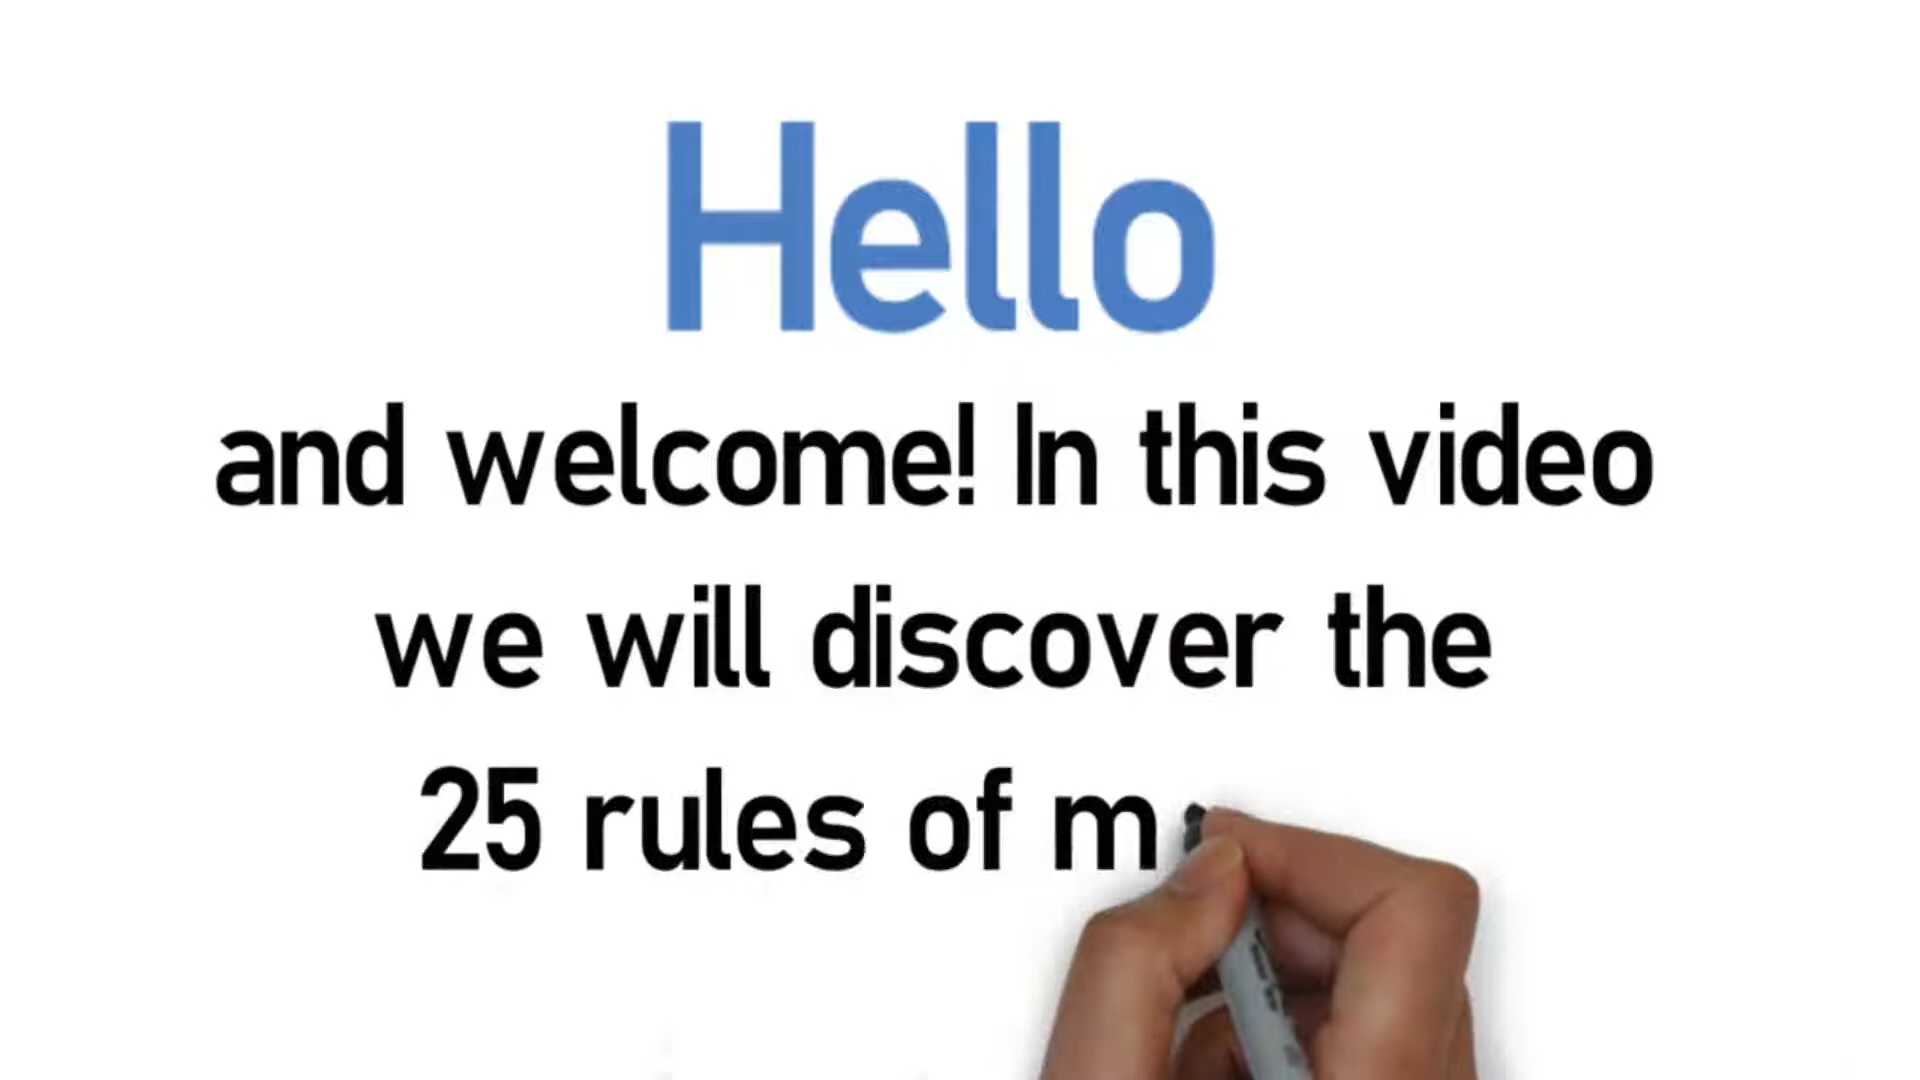 Hello
and welcome! In this video
we will discover the
25 rules of m